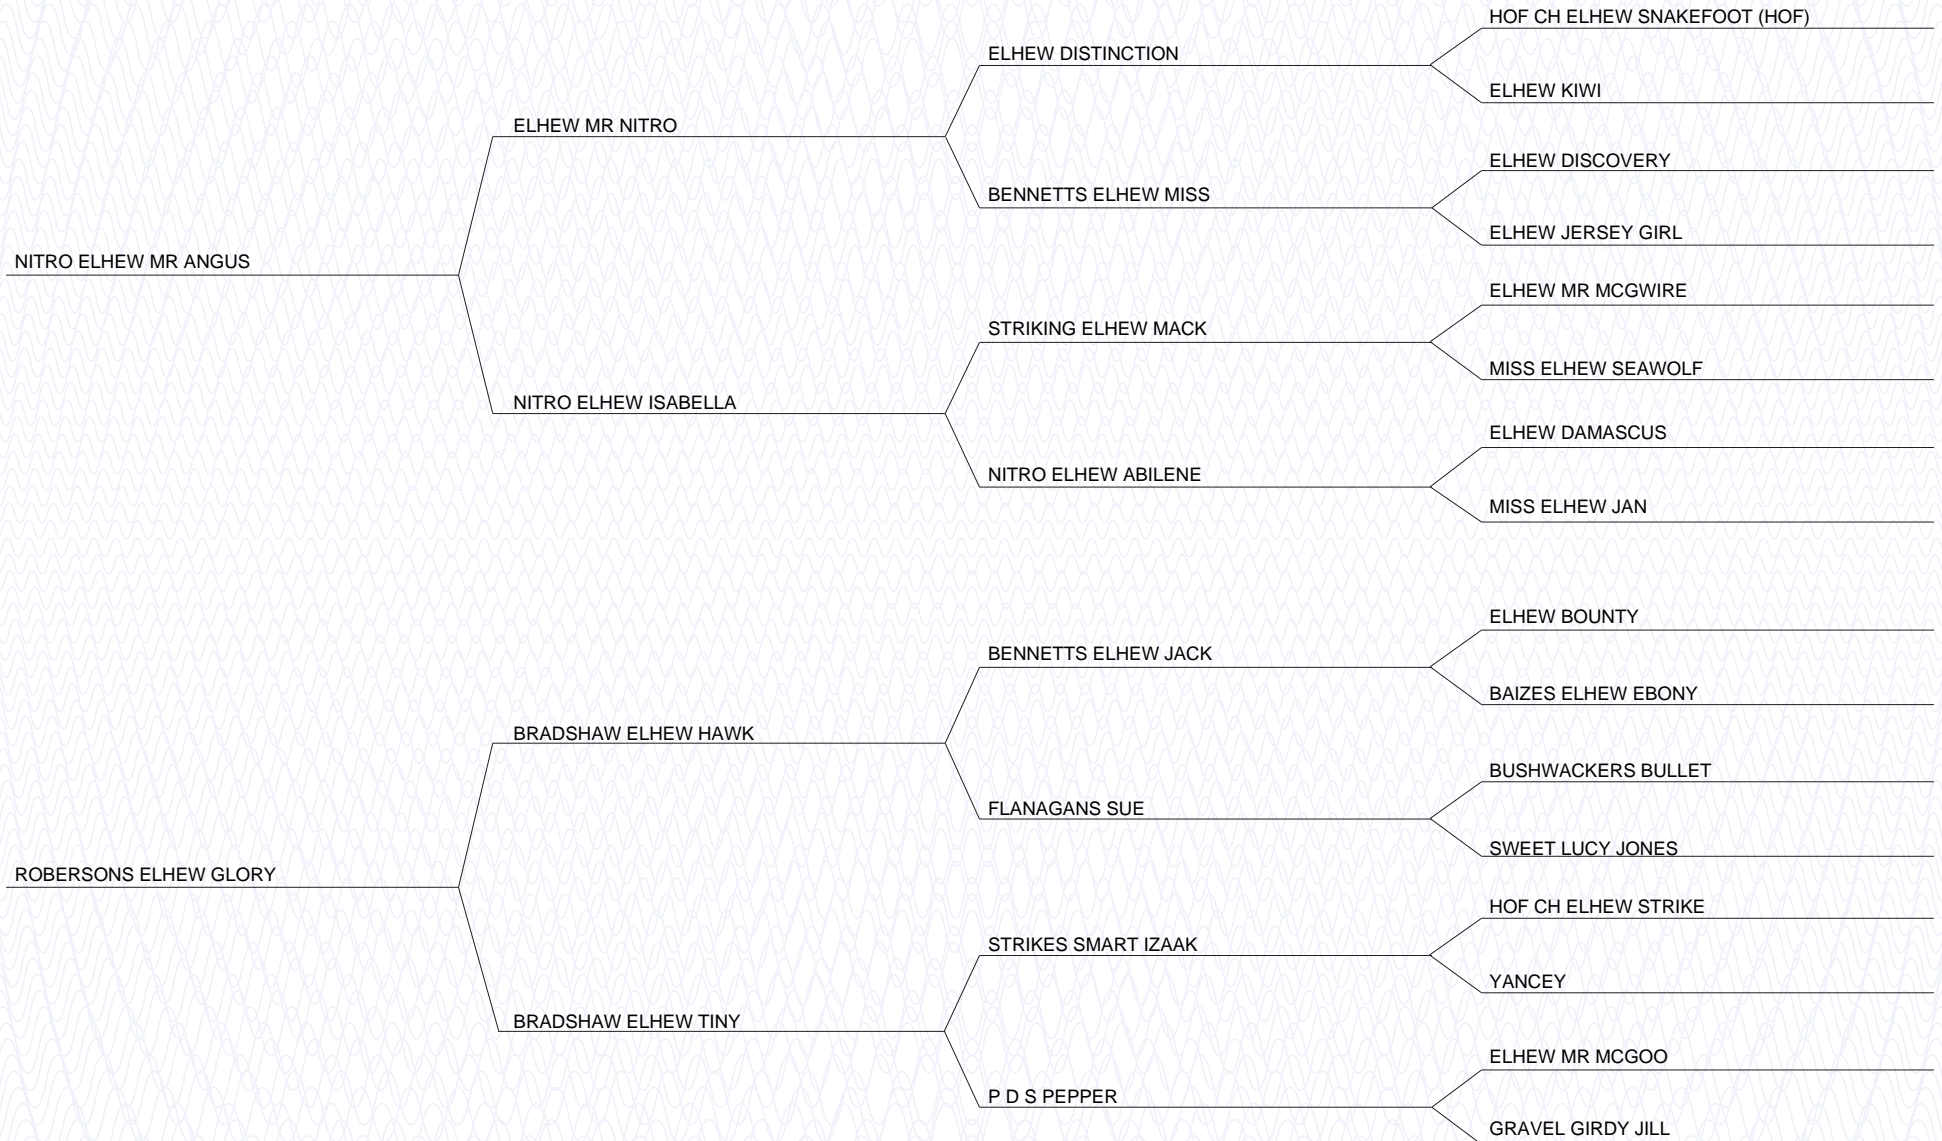 HOF CH ELHEW SNAKEFOOT (HOF)
ELHEW DISTINCTION
ELHEW KIWI
ELHEW MR NITRO
ELHEW DISCOVERY
BENNETTS ELHEW MISS
ELHEW JERSEY GIRL
NITRO ELHEW MR ANGUS
ELHEW MR MCGWIRE
STRIKING ELHEW MACK
MISS ELHEW SEAWOLF
NITRO ELHEW ISABELLA
ELHEW DAMASCUS
NITRO ELHEW ABILENE
MISS ELHEW JAN
ELHEW BOUNTY
BENNETTS ELHEW JACK
BAIZES ELHEW EBONY
BRADSHAW ELHEW HAWK
BUSHWACKERS BULLET
FLANAGANS SUE
SWEET LUCY JONES
ROBERSONS ELHEW GLORY
HOF CH ELHEW STRIKE
STRIKES SMART IZAAK
YANCEY
BRADSHAW ELHEW TINY
ELHEW MR MCGOO
P D S PEPPER
GRAVEL GIRDY JILL